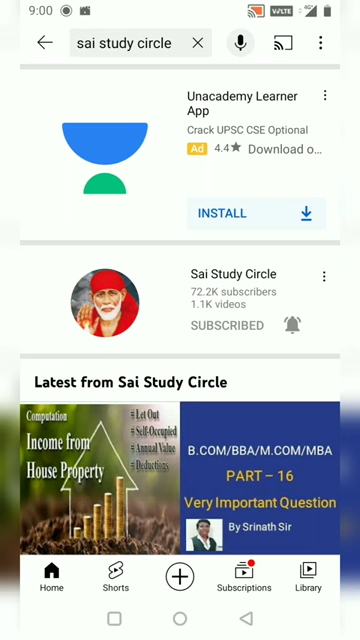 9:00
VoLTE
4G
sai study circle
Unacademy Learner
App
Crack UPSC CSE Optional
Ad 4.4★ Download o...
INSTALL
Sai Study Circle
72.2K subscribers
1.1K videos
SUBSCRIBED
Latest from Sai Study Circle
Computation
Income from
House Property
Let Out
Self-Occupied
Annual Value
Deductions
B.COM/BBA/M.COM/MBA
PART – 16
Very Important Question
By Srinath Sir
Home
Shorts
Subscriptions
Library